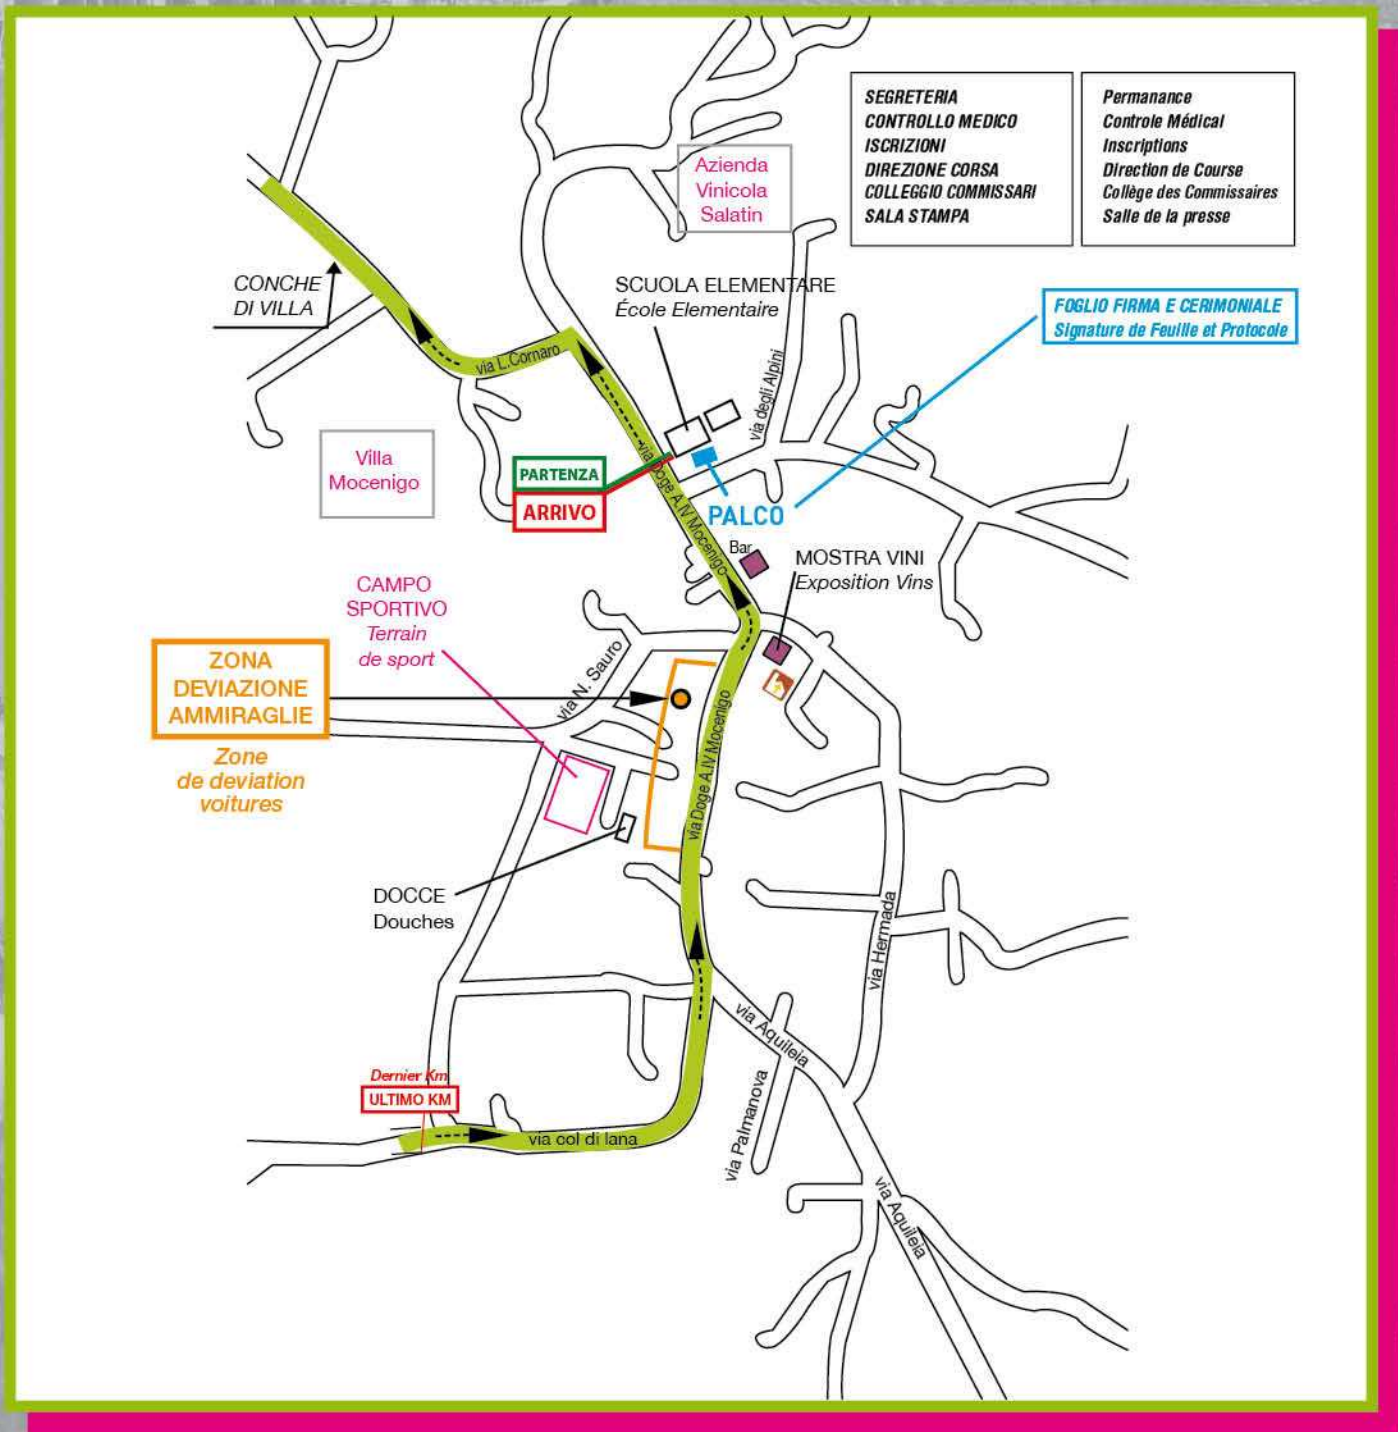 SEGRETERIA
CONTROLLO MEDICO
ISCRIZIONI
DIREZIONE CORSA
COLLEGGIO COMMISSARI
SALA STAMPA
Permanance
Controle Médical
Inscriptions
Direction de Course
Collège des Commissaires
Salle de la presse
Azienda
Vinicola
Salatin
CONCHE
DI VILLA
SCUOLA ELEMENTARE
École Elementaire
FOGLIO FIRMA E CERIMONIALE
Signature de Feuille et Protocole
via L.Cornaro
via degli Alpini
Villa
Mocenigo
PARTENZA
ARRIVO
via Doge A.IV Mocenigo
PALCO
Bar
MOSTRA VINI
Exposition Vins
CAMPO
SPORTIVO
Terrain
de sport
ZONA
DEVIAZIONE
AMMIRAGLIE
Zone
de deviation
voitures
via N. Sauro
via Doge A.IV Mocenigo
DOCCE
Douches
via Hermada
via Aquileia
via Palmanova
Dernier Km
ULTIMO KM
via col di lana
via Aquileia